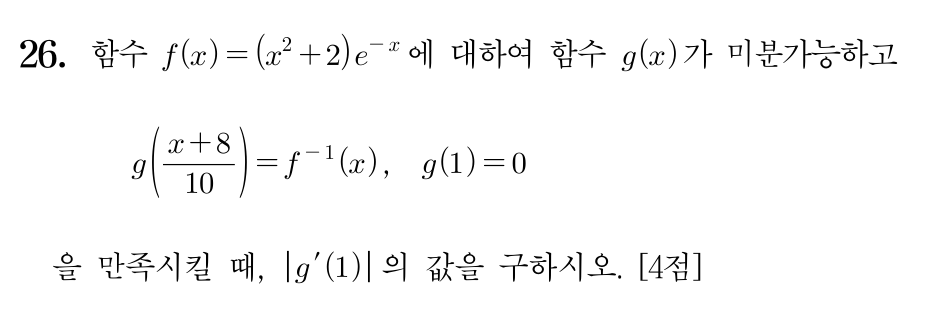 26. 함수 f(x)=(x²+2)e⁻ˣ에 대하여 함수 g(x)가 미분가능하고
g((x+8)/10)=f⁻¹(x), g(1)=0
을 만족시킬 때, |g′(1)|의 값을 구하시오. [4점]